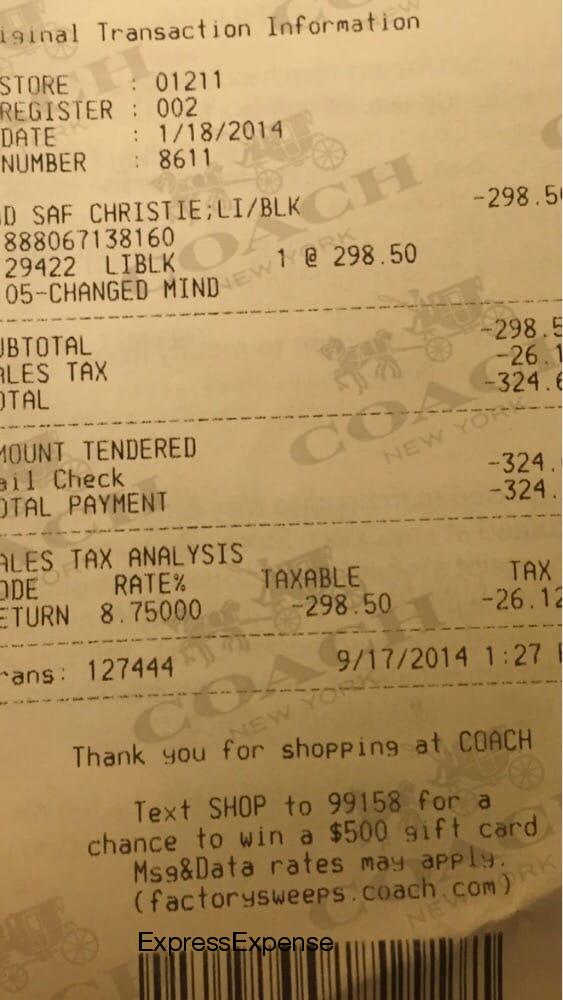 iginal Transaction Information
STORE : 01211
REGISTER : 002
DATE : 1/18/2014
NUMBER : 8611
D SAF CHRISTIE;LI/BLK -298.50
888067138160
29422 LIBLK 1 @ 298.50
05-CHANGED MIND
UBTOTAL -298.5
ALES TAX -26.1
OTAL -324.6
MOUNT TENDERED
ail Check -324.
OTAL PAYMENT -324.
ALES TAX ANALYSIS
ODE RATE% TAXABLE TAX
ETURN 8.75000 -298.50 -26.12
rans: 127444 9/17/2014 1:27
Thank you for shopping at COACH
Text SHOP to 99158 for a
chance to win a $500 gift card
Msg&Data rates may apply.
(factorysweeps.coach.com)
ExpressExpense
COACH
NEW YORK